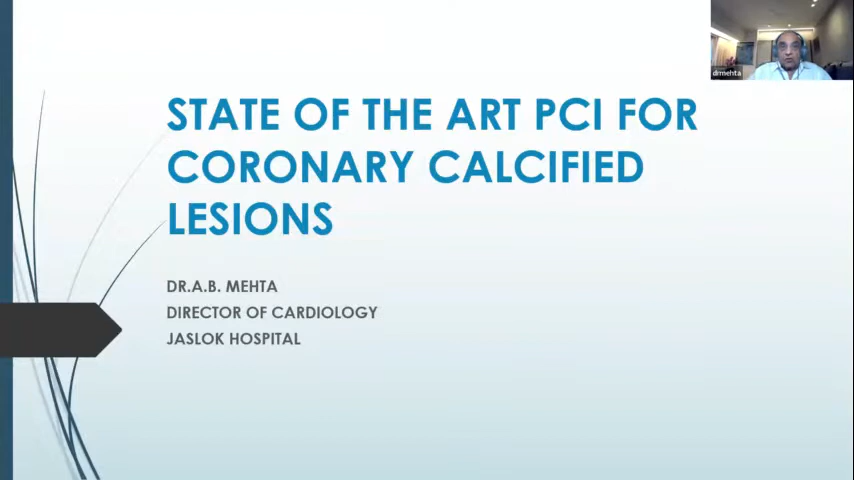 drmehta
STATE OF THE ART PCI FOR
CORONARY CALCIFIED
LESIONS
DR.A.B. MEHTA
DIRECTOR OF CARDIOLOGY
JASLOK HOSPITAL